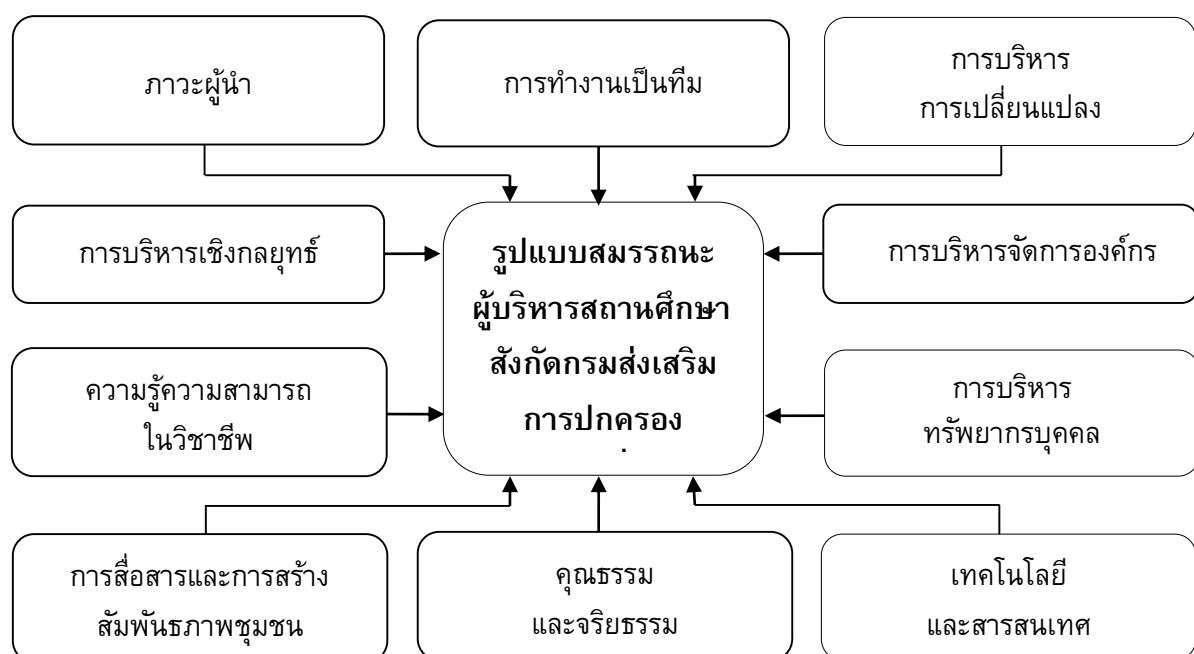 ภาวะผู้นำ
การทำงานเป็นทีม
การบริหาร
การเปลี่ยนแปลง
การบริหารเชิงกลยุทธ์
รูปแบบสมรรถนะ
ผู้บริหารสถานศึกษา
สังกัดกรมส่งเสริม
การปกครอง
การบริหารจัดการองค์กร
ความรู้ความสามารถ
ในวิชาชีพ
การบริหาร
ทรัพยากรบุคคล
การสื่อสารและการสร้าง
สัมพันธภาพชุมชน
คุณธรรม
และจริยธรรม
เทคโนโลยี
และสารสนเทศ